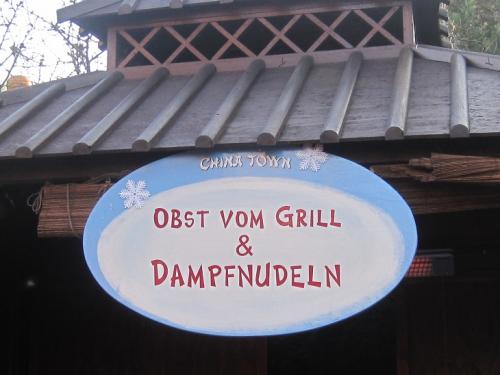 CHINA TOWN
OBST VOM GRILL
&
DAMPFNUDELN